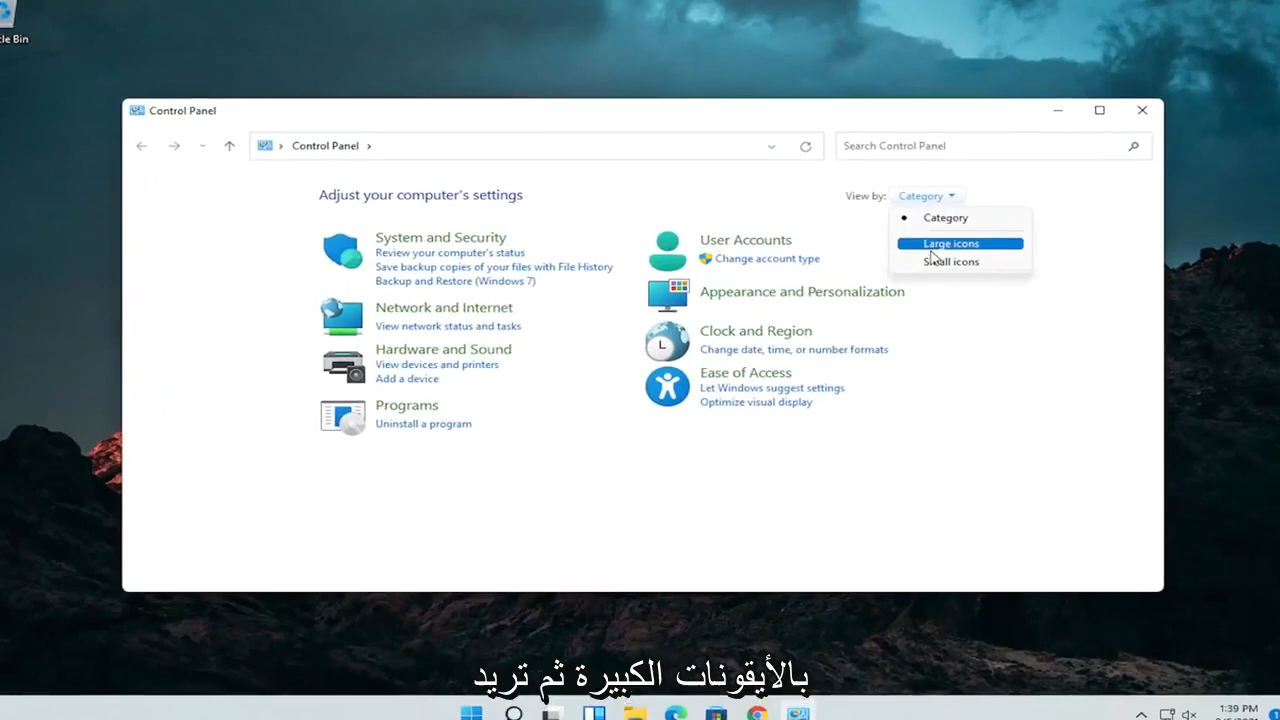 cle Bin
Control Panel
Control Panel
Search Control Panel
Adjust your computer's settings
View by: Category
Category
Large icons
Small icons
System and Security
Review your computer's status
Save backup copies of your files with File History
Backup and Restore (Windows 7)
Network and Internet
View network status and tasks
Hardware and Sound
View devices and printers
Add a device
Programs
Uninstall a program
User Accounts
Change account type
Appearance and Personalization
Clock and Region
Change date, time, or number formats
Ease of Access
Let Windows suggest settings
Optimize visual display
بالأيقونات الكبيرة ثم تريد
1:39 PM